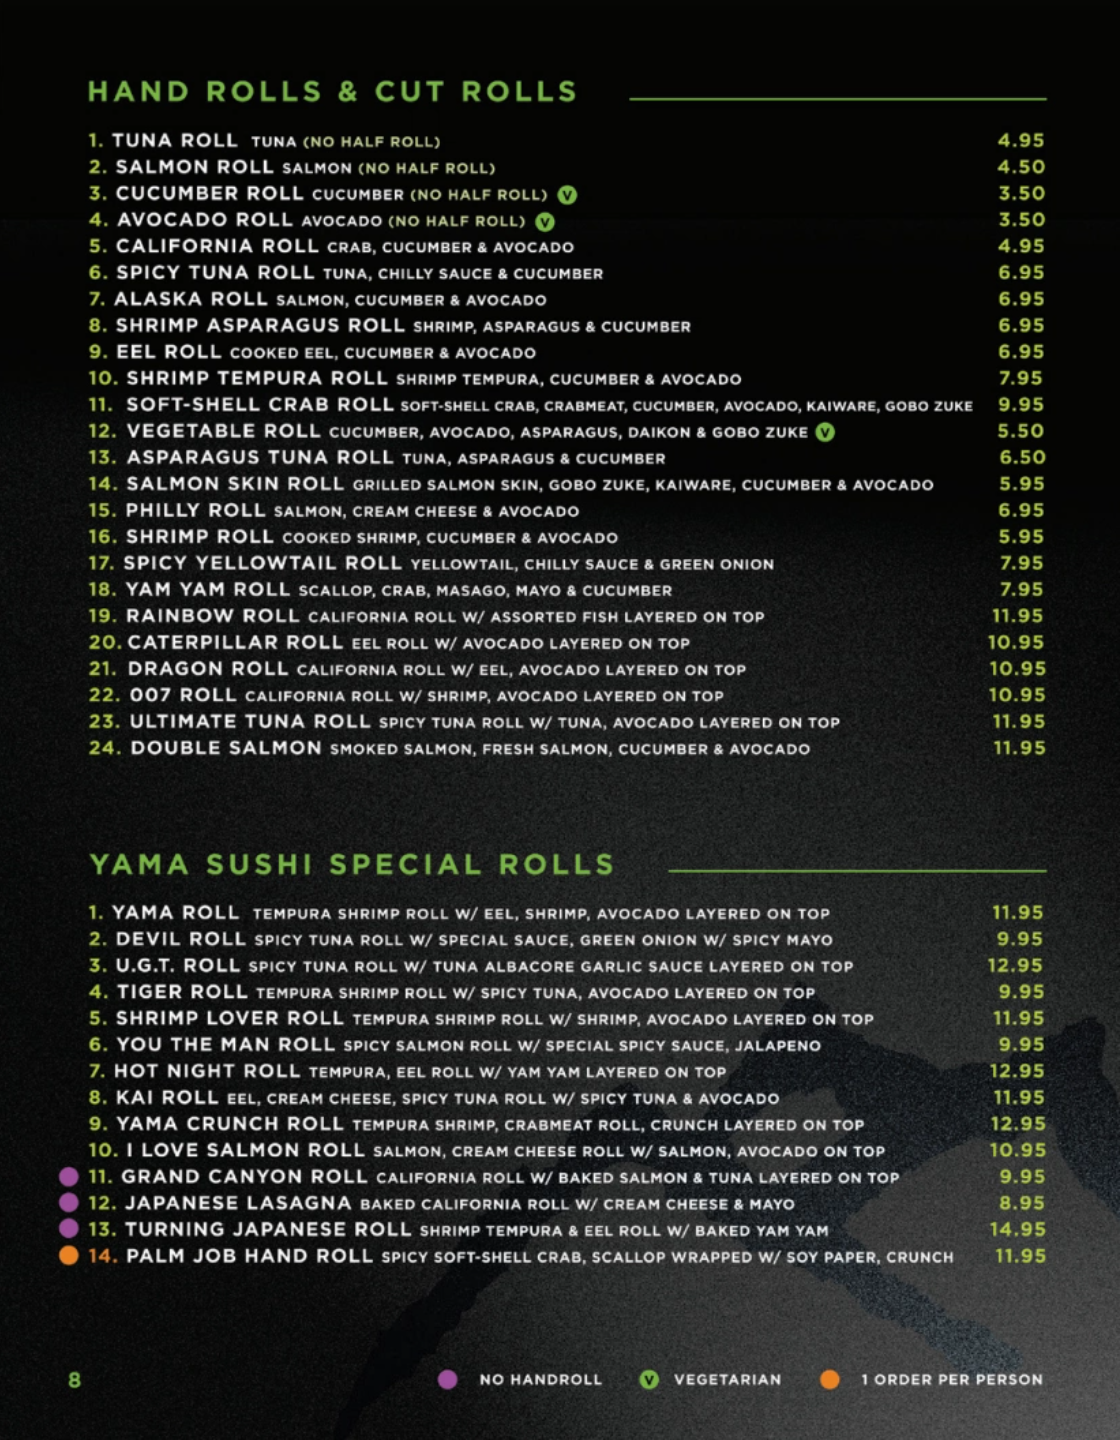 HAND ROLLS & CUT ROLLS
1. TUNA ROLL TUNA (NO HALF ROLL) 4.95
2. SALMON ROLL SALMON (NO HALF ROLL) 4.50
3. CUCUMBER ROLL CUCUMBER (NO HALF ROLL) V 3.50
4. AVOCADO ROLL AVOCADO (NO HALF ROLL) V 3.50
5. CALIFORNIA ROLL CRAB, CUCUMBER & AVOCADO 4.95
6. SPICY TUNA ROLL TUNA, CHILLY SAUCE & CUCUMBER 6.95
7. ALASKA ROLL SALMON, CUCUMBER & AVOCADO 6.95
8. SHRIMP ASPARAGUS ROLL SHRIMP, ASPARAGUS & CUCUMBER 6.95
9. EEL ROLL COOKED EEL, CUCUMBER & AVOCADO 6.95
10. SHRIMP TEMPURA ROLL SHRIMP TEMPURA, CUCUMBER & AVOCADO 7.95
11. SOFT-SHELL CRAB ROLL SOFT-SHELL CRAB, CRABMEAT, CUCUMBER, AVOCADO, KAIWARE, GOBO ZUKE 9.95
12. VEGETABLE ROLL CUCUMBER, AVOCADO, ASPARAGUS, DAIKON & GOBO ZUKE V 5.50
13. ASPARAGUS TUNA ROLL TUNA, ASPARAGUS & CUCUMBER 6.50
14. SALMON SKIN ROLL GRILLED SALMON SKIN, GOBO ZUKE, KAIWARE, CUCUMBER & AVOCADO 5.95
15. PHILLY ROLL SALMON, CREAM CHEESE & AVOCADO 6.95
16. SHRIMP ROLL COOKED SHRIMP, CUCUMBER & AVOCADO 5.95
17. SPICY YELLOWTAIL ROLL YELLOWTAIL, CHILLY SAUCE & GREEN ONION 7.95
18. YAM YAM ROLL SCALLOP, CRAB, MASAGO, MAYO & CUCUMBER 7.95
19. RAINBOW ROLL CALIFORNIA ROLL W/ ASSORTED FISH LAYERED ON TOP 11.95
20. CATERPILLAR ROLL EEL ROLL W/ AVOCADO LAYERED ON TOP 10.95
21. DRAGON ROLL CALIFORNIA ROLL W/ EEL, AVOCADO LAYERED ON TOP 10.95
22. 007 ROLL CALIFORNIA ROLL W/ SHRIMP, AVOCADO LAYERED ON TOP 10.95
23. ULTIMATE TUNA ROLL SPICY TUNA ROLL W/ TUNA, AVOCADO LAYERED ON TOP 11.95
24. DOUBLE SALMON SMOKED SALMON, FRESH SALMON, CUCUMBER & AVOCADO 11.95
YAMA SUSHI SPECIAL ROLLS
1. YAMA ROLL TEMPURA SHRIMP ROLL W/ EEL, SHRIMP, AVOCADO LAYERED ON TOP 11.95
2. DEVIL ROLL SPICY TUNA ROLL W/ SPECIAL SAUCE, GREEN ONION W/ SPICY MAYO 9.95
3. U.G.T. ROLL SPICY TUNA ROLL W/ TUNA ALBACORE GARLIC SAUCE LAYERED ON TOP 12.95
4. TIGER ROLL TEMPURA SHRIMP ROLL W/ SPICY TUNA, AVOCADO LAYERED ON TOP 9.95
5. SHRIMP LOVER ROLL TEMPURA SHRIMP ROLL W/ SHRIMP, AVOCADO LAYERED ON TOP 11.95
6. YOU THE MAN ROLL SPICY SALMON ROLL W/ SPECIAL SPICY SAUCE, JALAPENO 9.95
7. HOT NIGHT ROLL TEMPURA, EEL ROLL W/ YAM YAM LAYERED ON TOP 12.95
8. KAI ROLL EEL, CREAM CHEESE, SPICY TUNA ROLL W/ SPICY TUNA & AVOCADO 11.95
9. YAMA CRUNCH ROLL TEMPURA SHRIMP, CRABMEAT ROLL, CRUNCH LAYERED ON TOP 12.95
10. I LOVE SALMON ROLL SALMON, CREAM CHEESE ROLL W/ SALMON, AVOCADO ON TOP 10.95
11. GRAND CANYON ROLL CALIFORNIA ROLL W/ BAKED SALMON & TUNA LAYERED ON TOP 9.95
12. JAPANESE LASAGNA BAKED CALIFORNIA ROLL W/ CREAM CHEESE & MAYO 8.95
13. TURNING JAPANESE ROLL SHRIMP TEMPURA & EEL ROLL W/ BAKED YAM YAM 14.95
14. PALM JOB HAND ROLL SPICY SOFT-SHELL CRAB, SCALLOP WRAPPED W/ SOY PAPER, CRUNCH 11.95
8 NO HANDROLL V VEGETARIAN 1 ORDER PER PERSON